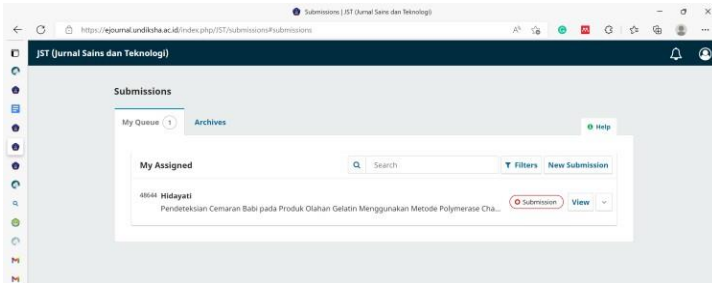 Submissions | JST (Jurnal Sains dan Teknologi)
https://ejournal.undiksha.ac.id/index.php/JST/submissions#submissions
JST (Jurnal Sains dan Teknologi)
Submissions
My Queue 1 Archives
Help
My Assigned Search Filters New Submission
48644 Hidayati
Pendeteksian Cemaran Babi pada Produk Olahan Gelatin Menggunakan Metode Polymerase Cha...
Submission View